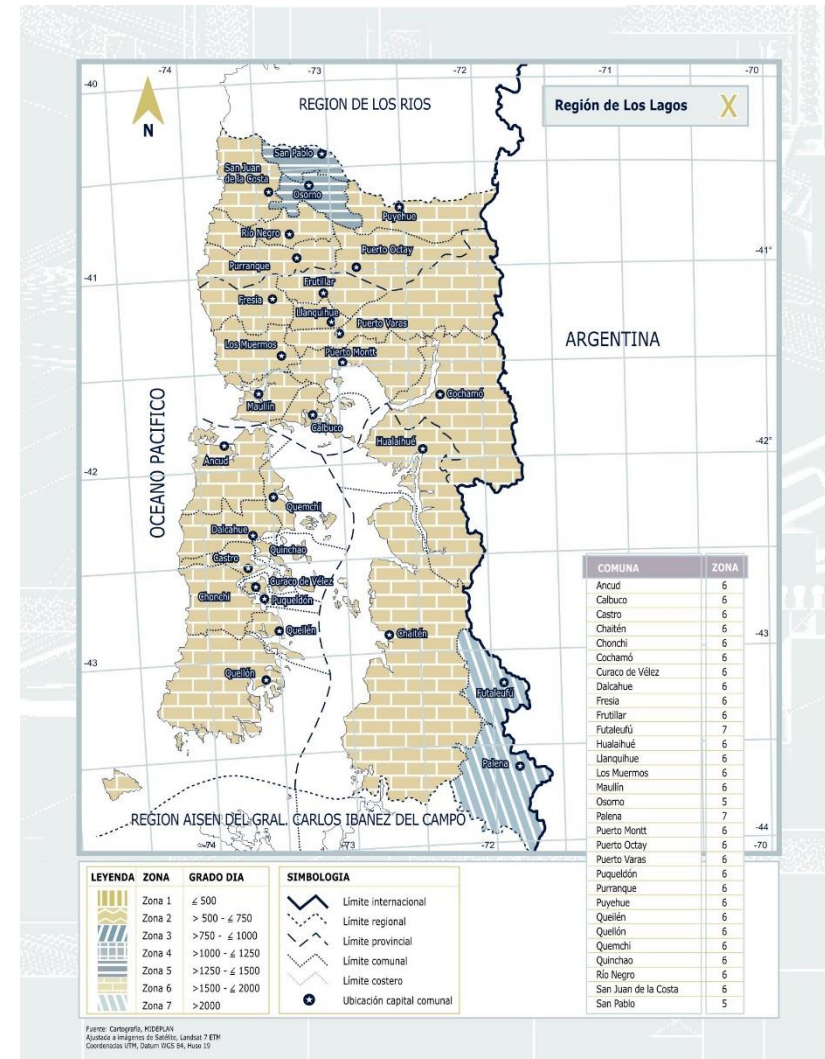 -74
-73
-72
-71
-70
-40
REGION DE LOS RIOS
Región de Los Lagos X
N
San Pablo
San Juan
de la Costa
Osorno
Puyehue
Río Negro
Puerto Octay
-41°
Purranque
-41
Frutillar
Fresia
Llanquihue
Puerto Varas
ARGENTINA
Los Muermos
Puerto Montt
Maullín
Cochamó
Calbuco
OCEANO PACIFICO
Hualaihué
-42°
Ancud
-42
Quemchi
Dalcahue
Quinchao
Castro
Curaco de Vélez
Chonchi
Puqueldón
Queilén
Chaitén
-43
-43
Quellón
Futaleufú
Palena
REGION AISEN DEL GRAL. CARLOS IBAÑEZ DEL CAMPO
-44
-74
-73
-72
-70
COMUNA ZONA
Ancud 6
Calbuco 6
Castro 6
Chaitén 6
Chonchi 6
Cochamó 6
Curaco de Vélez 6
Dalcahue 6
Fresia 6
Frutillar 6
Futaleufú 7
Hualaihué 6
Llanquihue 6
Los Muermos 6
Maullín 6
Osorno 5
Palena 7
Puerto Montt 6
Puerto Octay 6
Puerto Varas 6
Puqueldón 6
Purranque 6
Puyehue 6
Queilén 6
Quellón 6
Quemchi 6
Quinchao 6
Río Negro 6
San Juan de la Costa 6
San Pablo 5
LEYENDA ZONA GRADO DIA
Zona 1 ≤ 500
Zona 2 > 500 - ≤ 750
Zona 3 >750 - ≤ 1000
Zona 4 >1000 - ≤ 1250
Zona 5 >1250 - ≤ 1500
Zona 6 >1500 - ≤ 2000
Zona 7 >2000
SIMBOLOGIA
Límite internacional
Límite regional
Límite provincial
Límite comunal
Límite costero
Ubicación capital comunal
Fuente: Cartografía, MIDEPLAN
Ajustada a imágenes de Satélite, Landsat 7 ETM
Coordenadas UTM, Datum WGS 84, Huso 19